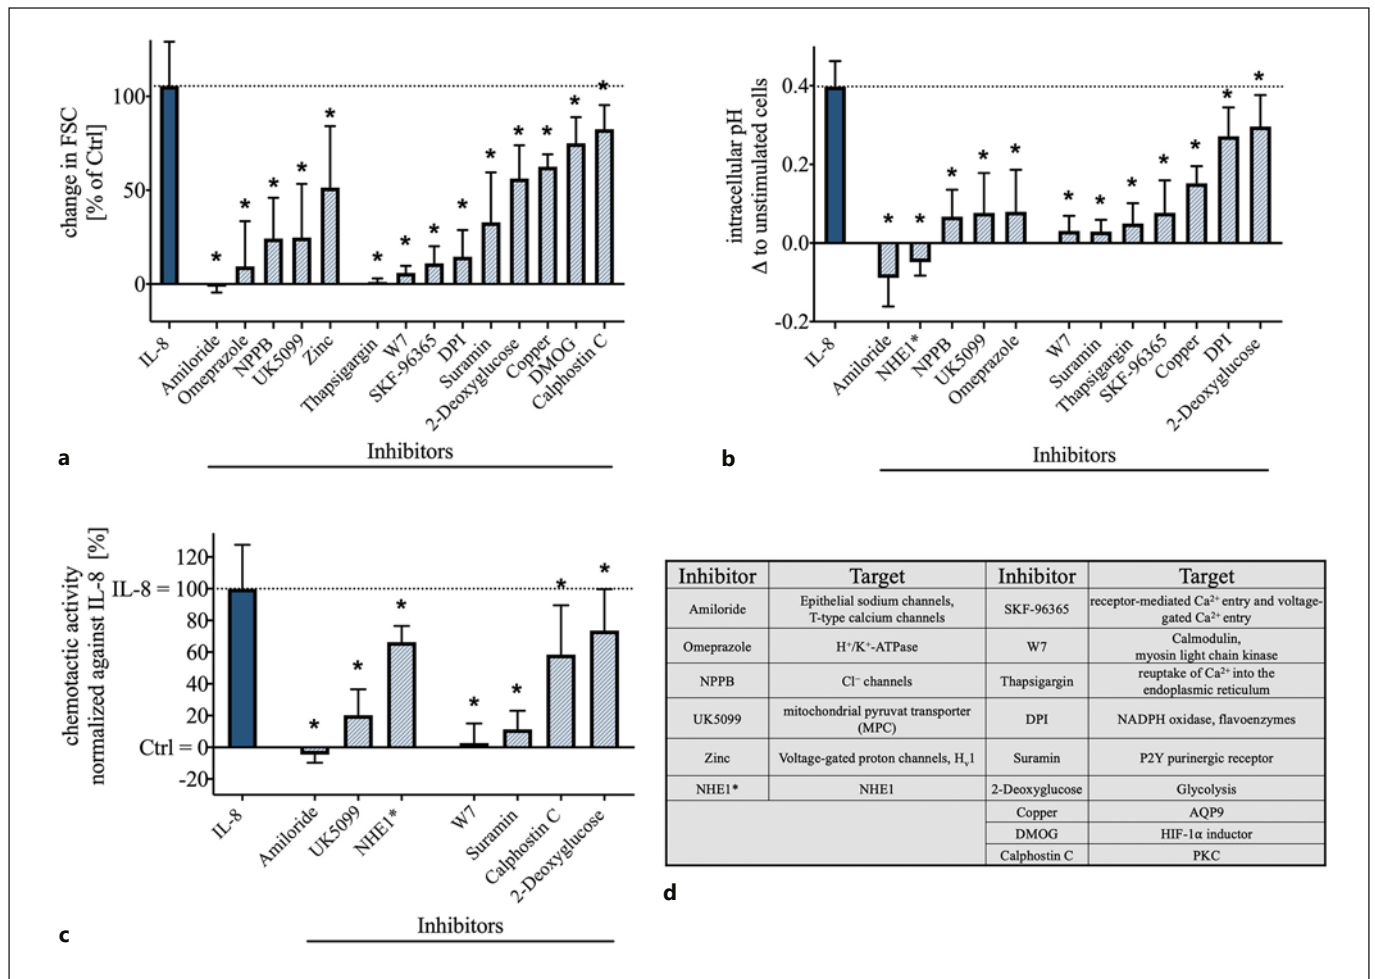 change in FSC
[% of Ctrl]
100
50
0
* * * * * * * * * * * * * *
IL-8
Amiloride
Omeprazole
NPPB
UK5099
Zinc
Thapsigargin
W7
SKF-96365
DPI
Suramin
2-Deoxyglucose
Copper
DMOG
Calphostin C
Inhibitors
a
intracellular pH
Δ to unstimulated cells
0.4
0.2
0.0
-0.2
* * * * * * * * * * * *
IL-8
Amiloride
NHE1*
NPPB
UK5099
Omeprazole
W7
Suramin
Thapsigargin
SKF-96365
Copper
DPI
2-Deoxyglucose
Inhibitors
b
chemotactic activity
normalized against IL-8 [%]
120
IL-8 = 100
80
60
40
20
Ctrl = 0
-20
* * * * * * *
IL-8
Amiloride
UK5099
NHE1*
W7
Suramin
Calphostin C
2-Deoxyglucose
Inhibitors
c
Inhibitor Target Inhibitor Target
Amiloride Epithelial sodium channels, SKF-96365 receptor-mediated Ca²⁺ entry and voltage-
T-type calcium channels gated Ca²⁺ entry
Omeprazole H⁺/K⁺-ATPase W7 Calmodulin,
myosin light chain kinase
NPPB Cl⁻ channels Thapsigargin reuptake of Ca²⁺ into the
endoplasmic reticulum
UK5099 mitochondrial pyruvat transporter DPI NADPH oxidase, flavoenzymes
(MPC)
Zinc Voltage-gated proton channels, Hᵥ1 Suramin P2Y purinergic receptor
NHE1* NHE1 2-Deoxyglucose Glycolysis
Copper AQP9
DMOG HIF-1α inductor
Calphostin C PKC
d